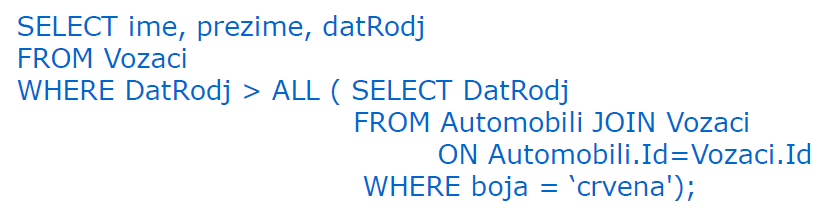 SELECT ime, prezime, datRodj
FROM Vozaci
WHERE DatRodj > ALL ( SELECT DatRodj
FROM Automobili JOIN Vozaci
ON Automobili.Id=Vozaci.Id
WHERE boja = ‘crvena');